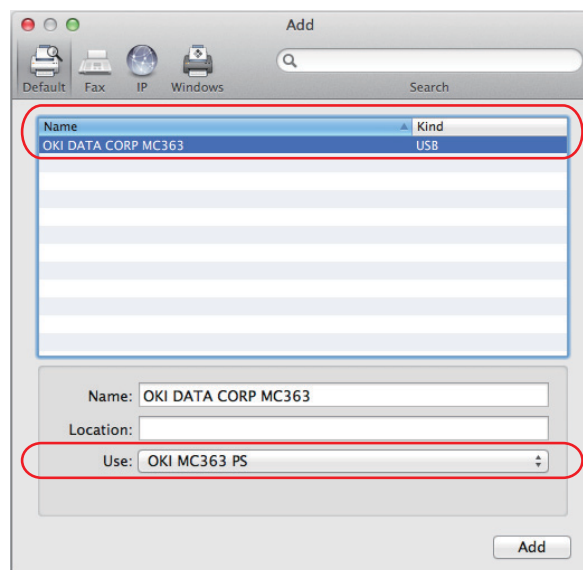 Add
Default Fax IP Windows Search
Name Kind
OKI DATA CORP MC363 USB
Name: OKI DATA CORP MC363
Location:
Use: OKI MC363 PS
Add